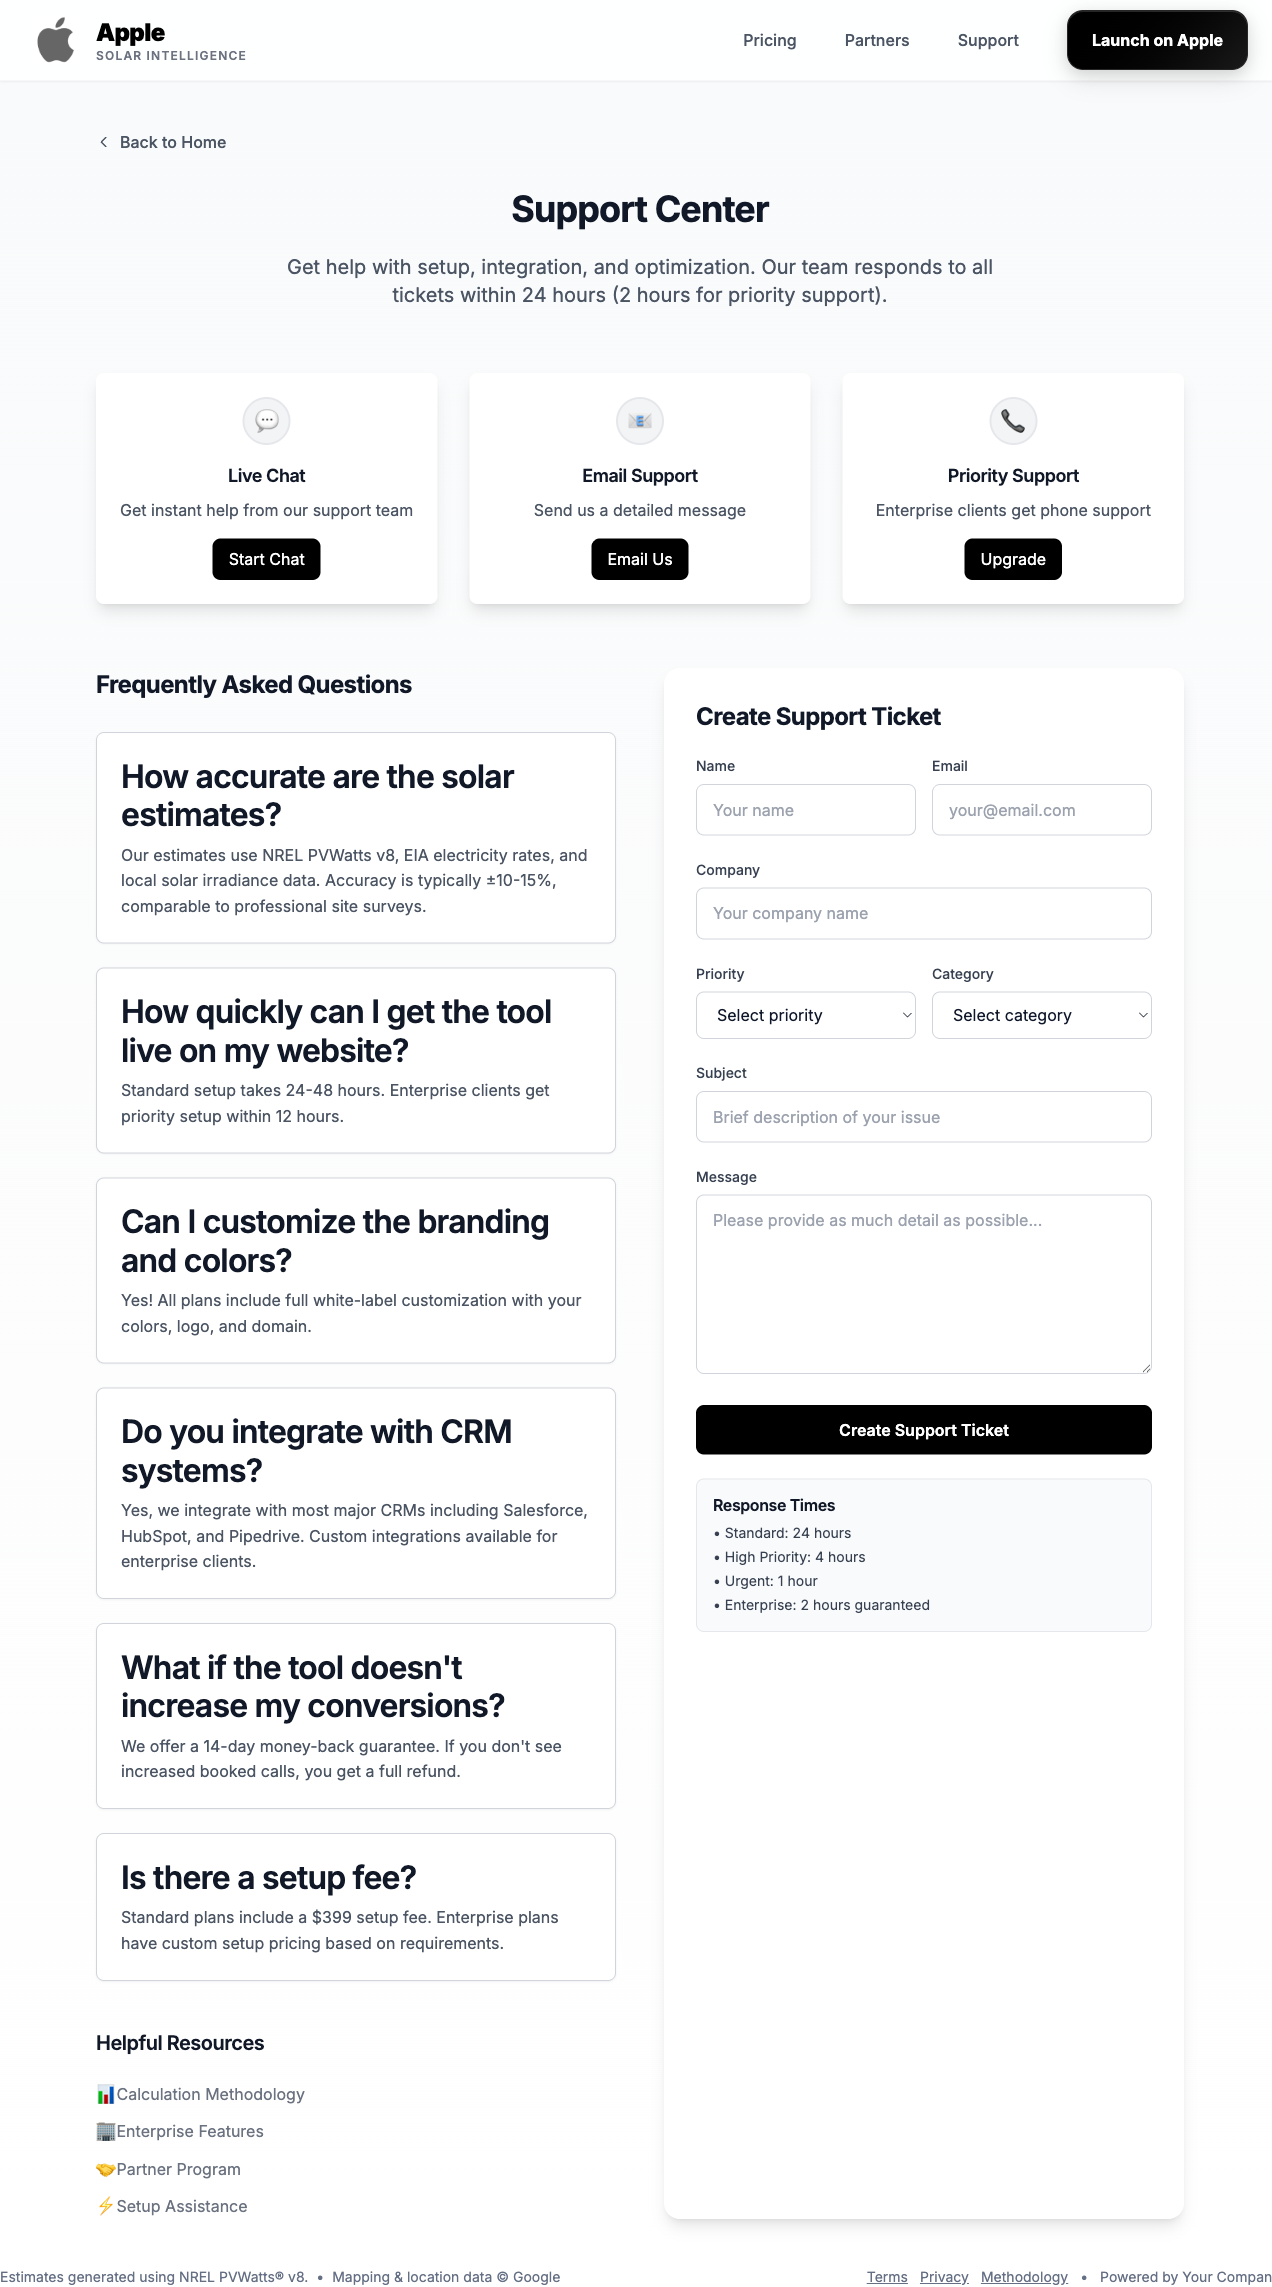 Apple
SOLAR INTELLIGENCE
Pricing
Partners
Support
Launch on Apple
Back to Home
Support Center
Get help with setup, integration, and optimization. Our team responds to all
tickets within 24 hours (2 hours for priority support).
Live Chat
Get instant help from our support team
Start Chat
Email Support
Send us a detailed message
Email Us
Priority Support
Enterprise clients get phone support
Upgrade
Frequently Asked Questions
How accurate are the solar
estimates?
Our estimates use NREL PVWatts v8, EIA electricity rates, and
local solar irradiance data. Accuracy is typically ±10-15%,
comparable to professional site surveys.
How quickly can I get the tool
live on my website?
Standard setup takes 24-48 hours. Enterprise clients get
priority setup within 12 hours.
Can I customize the branding
and colors?
Yes! All plans include full white-label customization with your
colors, logo, and domain.
Do you integrate with CRM
systems?
Yes, we integrate with most major CRMs including Salesforce,
HubSpot, and Pipedrive. Custom integrations available for
enterprise clients.
What if the tool doesn't
increase my conversions?
We offer a 14-day money-back guarantee. If you don't see
increased booked calls, you get a full refund.
Is there a setup fee?
Standard plans include a $399 setup fee. Enterprise plans
have custom setup pricing based on requirements.
Helpful Resources
Calculation Methodology
Enterprise Features
Partner Program
Setup Assistance
Create Support Ticket
Name
Your name
Email
your@email.com
Company
Your company name
Priority
Select priority
Category
Select category
Subject
Brief description of your issue
Message
Please provide as much detail as possible...
Create Support Ticket
Response Times
• Standard: 24 hours
• High Priority: 4 hours
• Urgent: 1 hour
• Enterprise: 2 hours guaranteed
Estimates generated using NREL PVWatts® v8. • Mapping & location data © Google
Terms Privacy Methodology • Powered by Your Compan